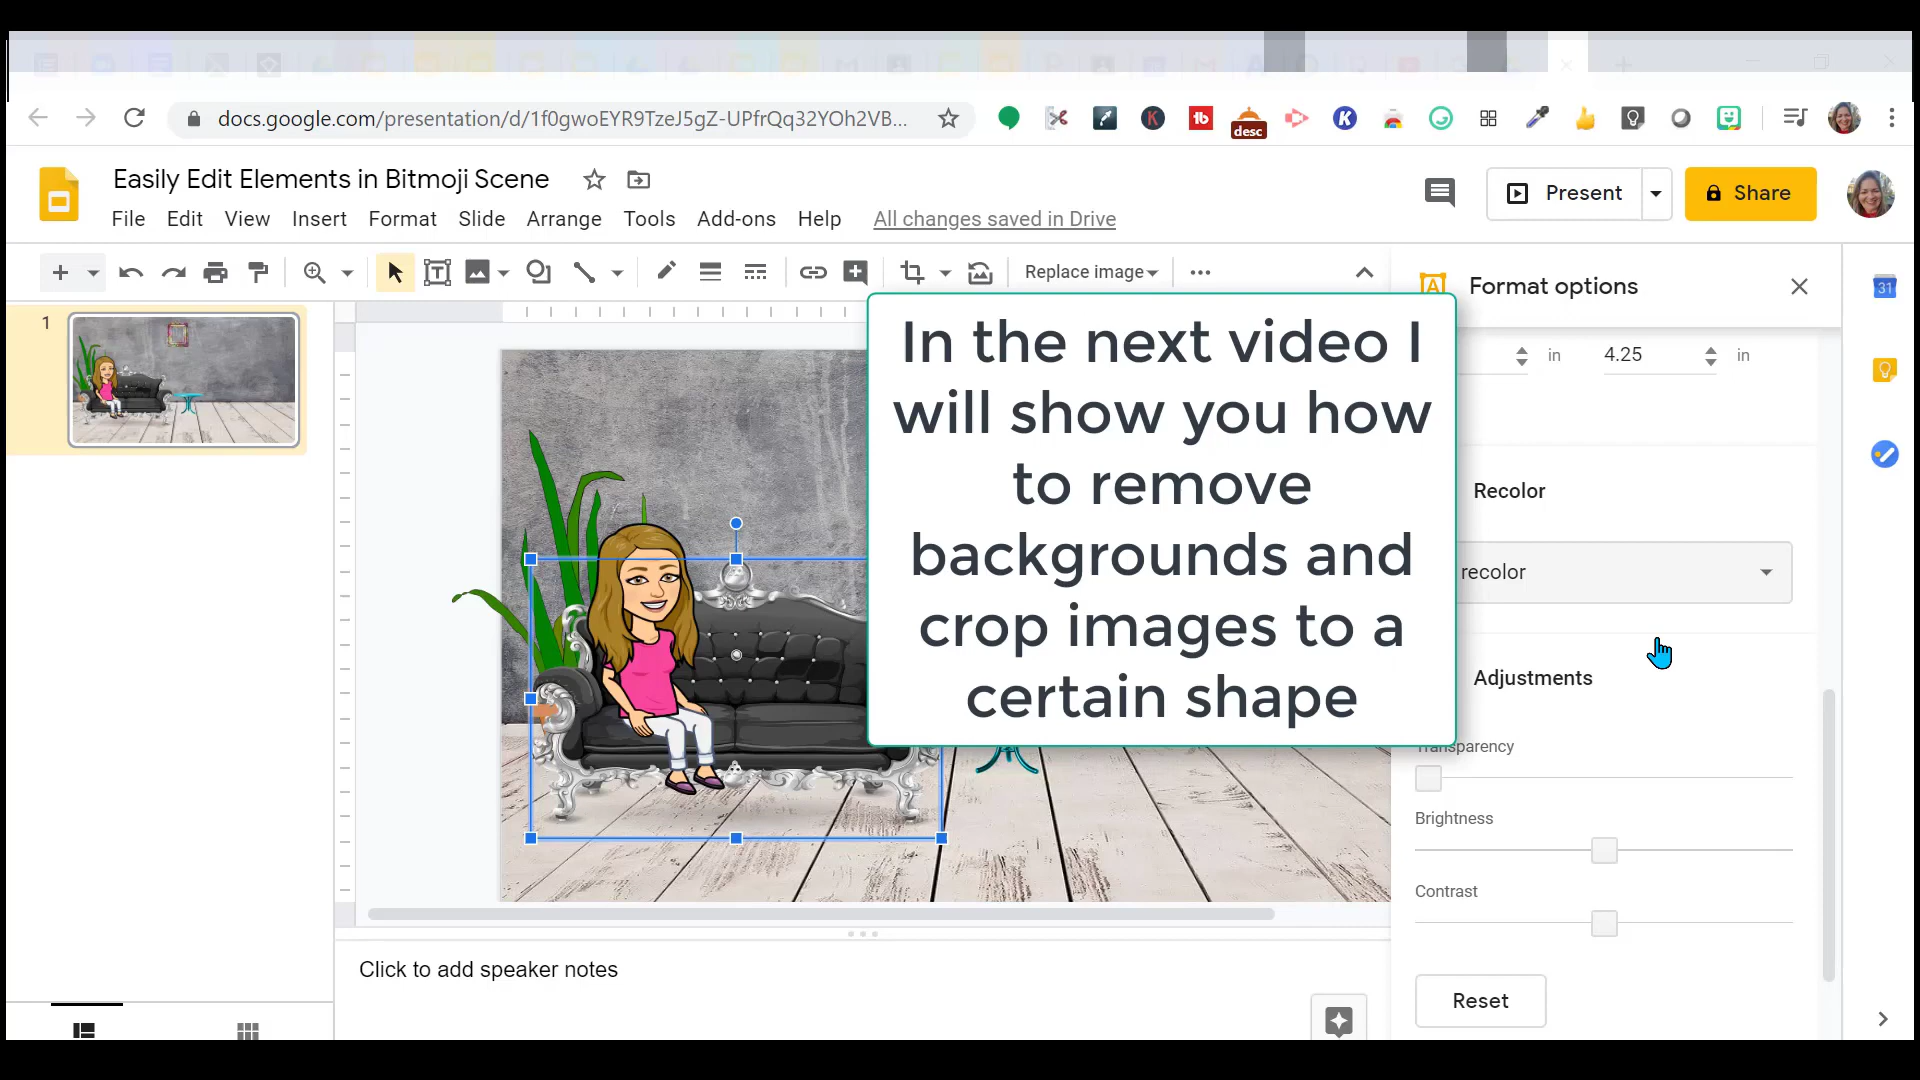 docs.google.com/presentation/d/1f0gwoEYR9TzeJ5gZ-UPfrQq32YOh2VB...
desc
Easily Edit Elements in Bitmoji Scene
Present
Share
File Edit View Insert Format Slide Arrange Tools Add-ons Help All changes saved in Drive
Replace image
Format options
31
1
in 4.25 in
In the next video I
will show you how
to remove
backgrounds and
crop images to a
certain shape
Recolor
recolor
Adjustments
Transparency
Brightness
Contrast
Reset
Click to add speaker notes